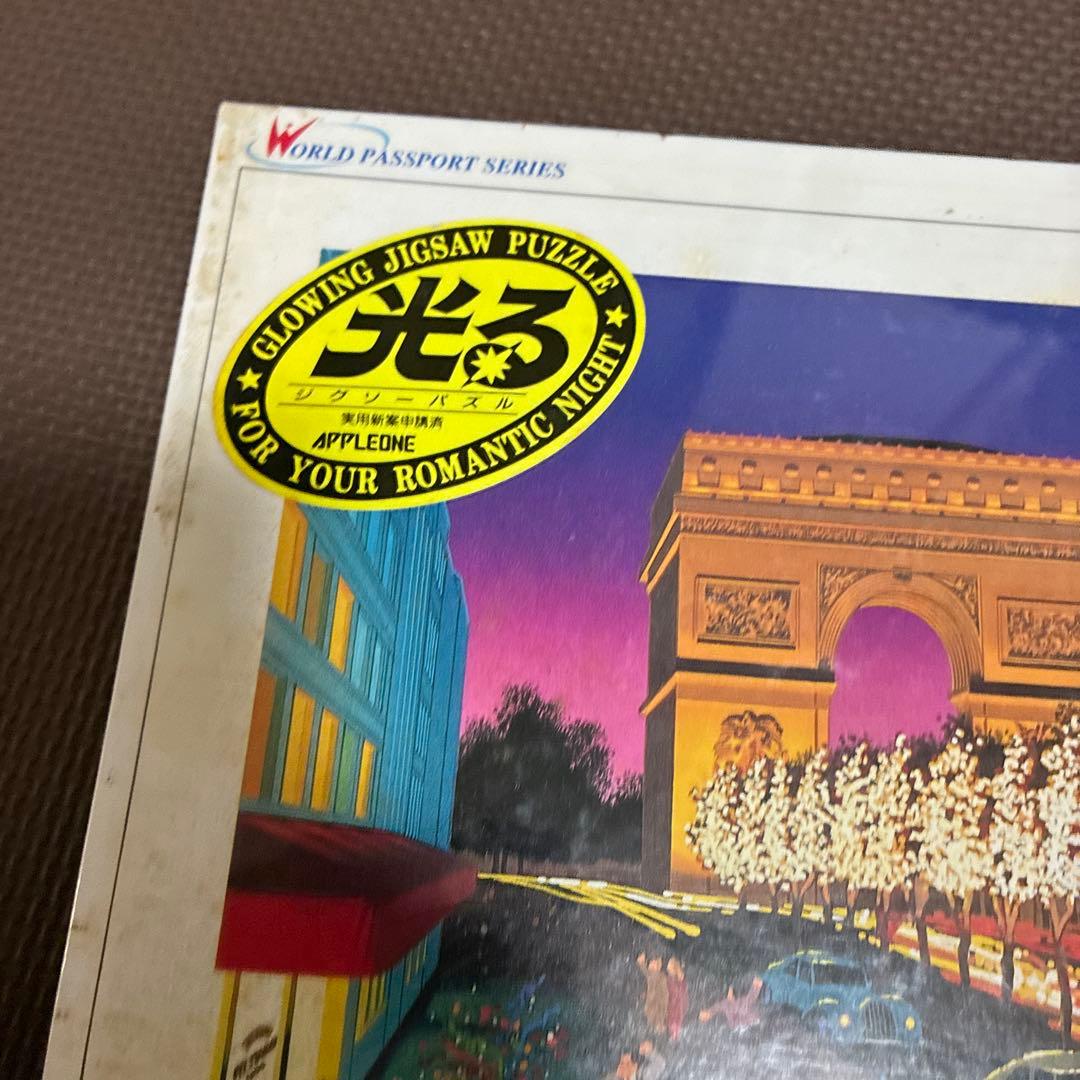 WORLD PASSPORT SERIES
★ GLOWING JIGSAW PUZZLE ★
光る
ジグソーパズル
実用新案申請済
APPLEONE
FOR YOUR ROMANTIC NIGHT